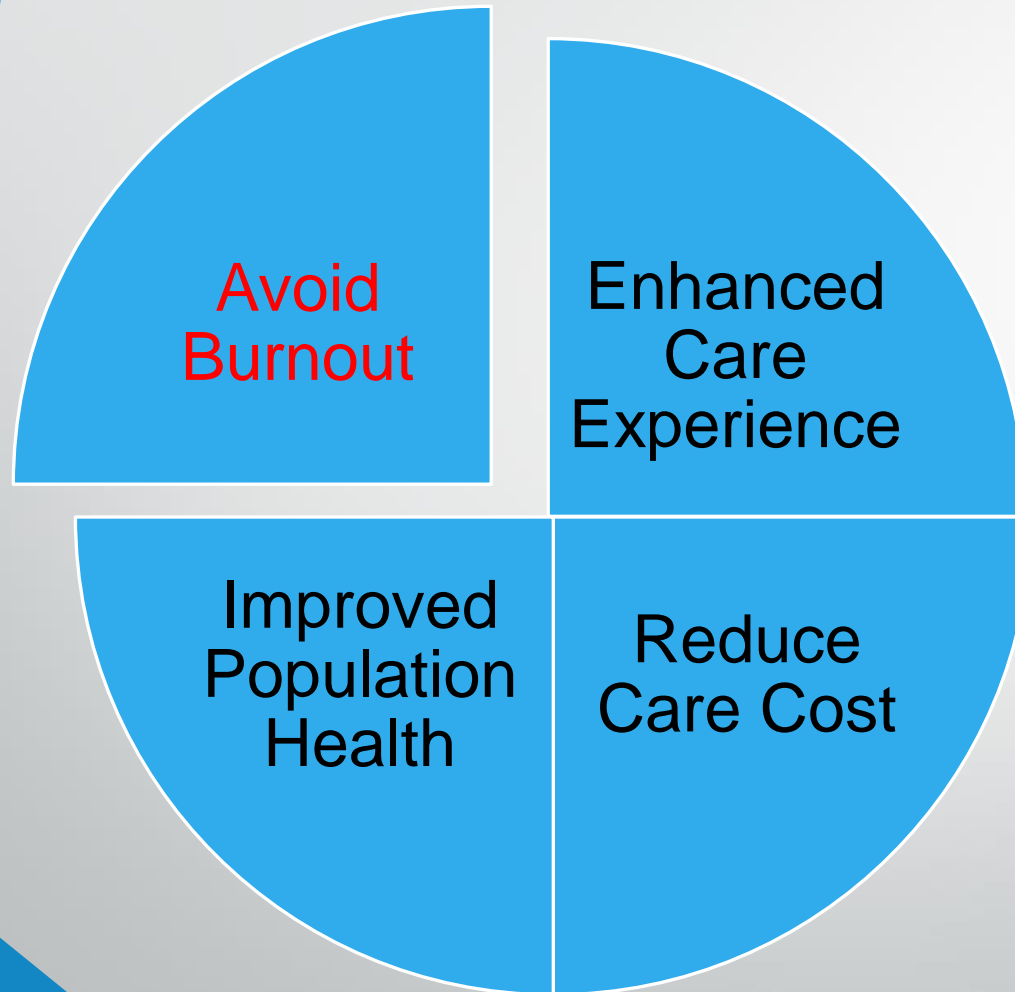 Avoid
Burnout
Enhanced
Care
Experience
Improved
Population
Health
Reduce
Care Cost